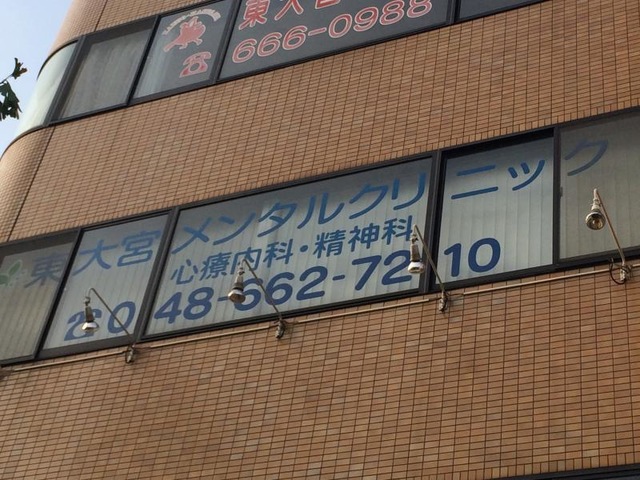 東大宮
666-0988
東大宮メンタルクリニック
心療内科・精神科
☎048-662-7210